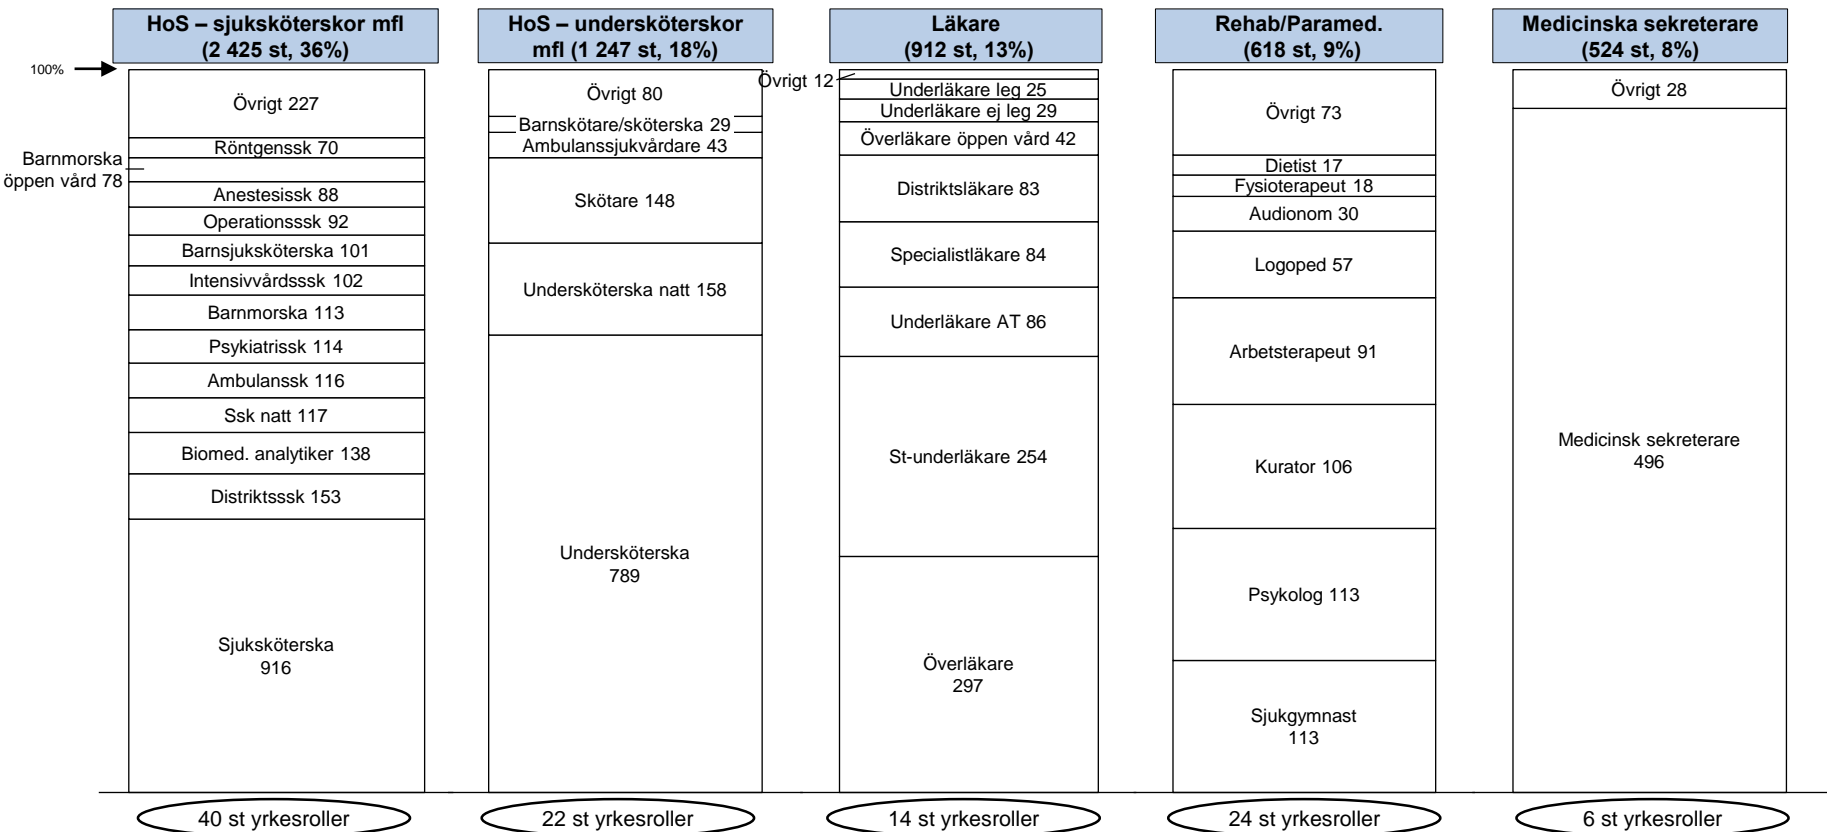 HoS – sjuksköterskor mfl
(2 425 st, 36%)
HoS – undersköterskor
mfl (1 247 st, 18%)
Läkare
(912 st, 13%)
Rehab/Paramed.
(618 st, 9%)
Medicinska sekreterare
(524 st, 8%)
100%
Övrigt 227
Röntgenssk 70
Barnmorska
öppen vård 78
Anestesissk 88
Operationsssk 92
Barnsjuksköterska 101
Intensivvårdsssk 102
Barnmorska 113
Psykiatrissk 114
Ambulanssk 116
Ssk natt 117
Biomed. analytiker 138
Distriktsssk 153
Sjuksköterska
916
40 st yrkesroller
Övrigt 80
Barnskötare/sköterska 29
Ambulanssjukvårdare 43
Skötare 148
Undersköterska natt 158
Undersköterska
789
22 st yrkesroller
Övrigt 12
Underläkare leg 25
Underläkare ej leg 29
Överläkare öppen vård 42
Distriktsläkare 83
Specialistläkare 84
Underläkare AT 86
St-underläkare 254
Överläkare
297
14 st yrkesroller
Övrigt 73
Dietist 17
Fysioterapeut 18
Audionom 30
Logoped 57
Arbetsterapeut 91
Kurator 106
Psykolog 113
Sjukgymnast
113
24 st yrkesroller
Övrigt 28
Medicinsk sekreterare
496
6 st yrkesroller